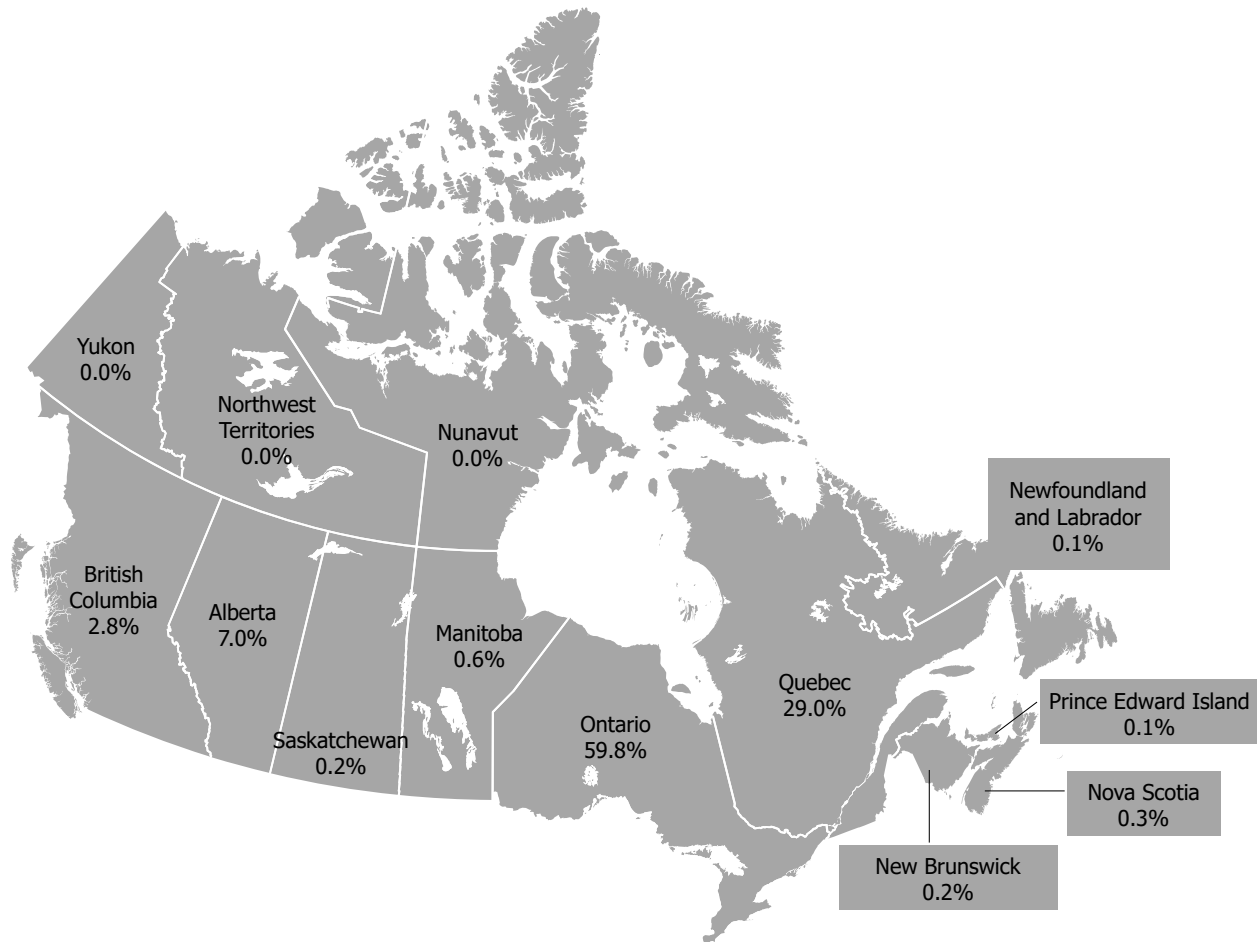 Yukon
0.0%
Northwest
Territories
0.0%
Nunavut
0.0%
Newfoundland
and Labrador
0.1%
British
Columbia
2.8%
Alberta
7.0%
Saskatchewan
0.2%
Manitoba
0.6%
Ontario
59.8%
Quebec
29.0%
Prince Edward Island
0.1%
Nova Scotia
0.3%
New Brunswick
0.2%